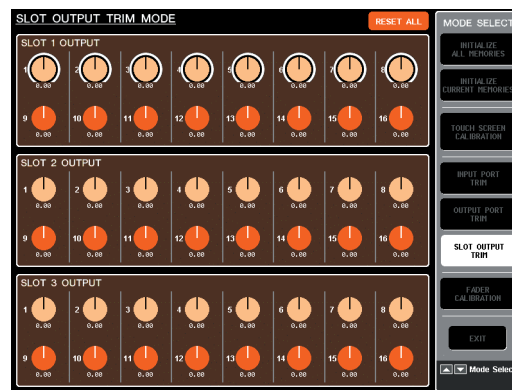 SLOT OUTPUT TRIM MODE
RESET ALL
SLOT 1 OUTPUT
1 2 3 4 5 6 7 8
0.00 0.00 0.00 0.00 0.00 0.00 0.00 0.00
9 10 11 12 13 14 15 16
0.00 0.00 0.00 0.00 0.00 0.00 0.00 0.00
SLOT 2 OUTPUT
1 2 3 4 5 6 7 8
0.00 0.00 0.00 0.00 0.00 0.00 0.00 0.00
9 10 11 12 13 14 15 16
0.00 0.00 0.00 0.00 0.00 0.00 0.00 0.00
SLOT 3 OUTPUT
1 2 3 4 5 6 7 8
0.00 0.00 0.00 0.00 0.00 0.00 0.00 0.00
9 10 11 12 13 14 15 16
0.00 0.00 0.00 0.00 0.00 0.00 0.00 0.00
MODE SELECT
INITIALIZE
ALL MEMORIES
INITIALIZE
CURRENT MEMORIES
TOUCH SCREEN
CALIBRATION
INPUT PORT
TRIM
OUTPUT PORT
TRIM
SLOT OUTPUT
TRIM
FADER
CALIBRATION
EXIT
Mode Selec